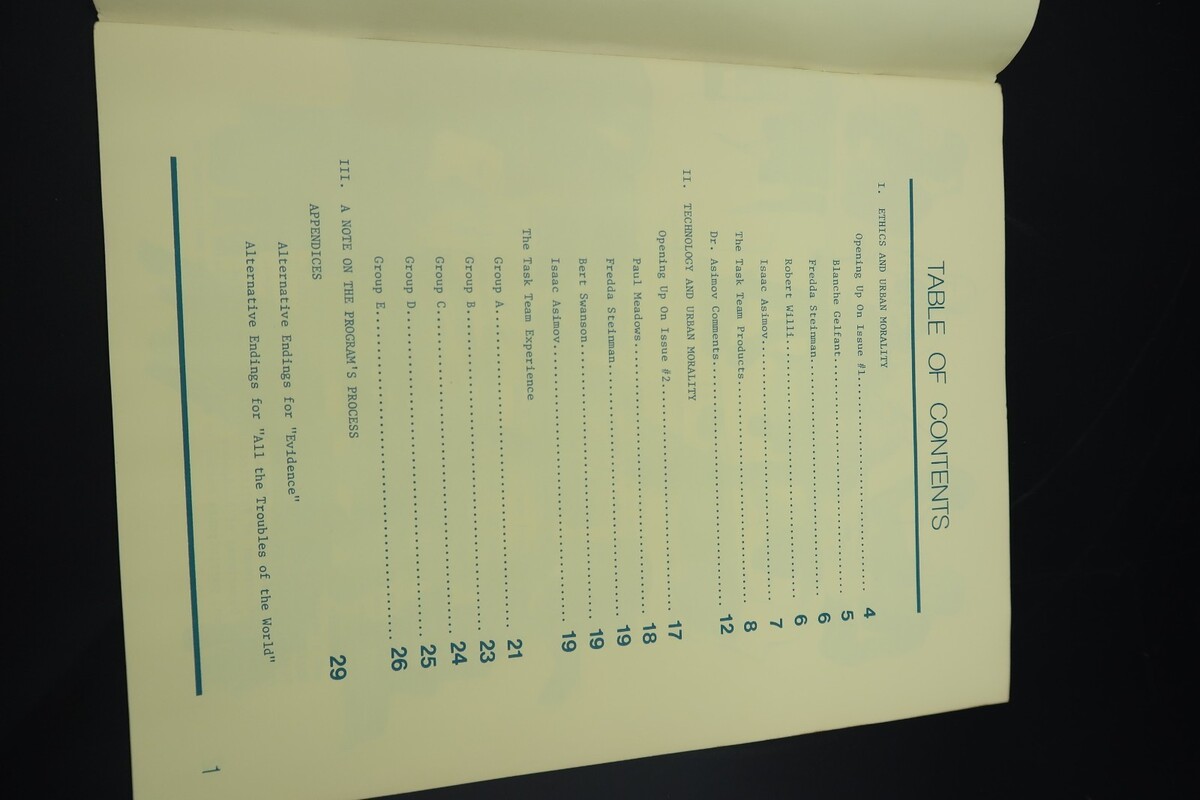 TABLE OF CONTENTS
I. ETHICS AND URBAN MORALITY
Opening Up On Issue #1.............................. 4
Blanche Gelfant.............................. 5
Fredda Steinman.............................. 6
Robert Willi.............................. 6
Isaac Asimov.............................. 7
The Task Team Products.............................. 8
Dr. Asimov Comments.............................. 12
II. TECHNOLOGY AND URBAN MORALITY
Opening Up On Issue #2.............................. 17
Paul Meadows.............................. 18
Fredda Steinman.............................. 19
Bert Swanson.............................. 19
Isaac Asimov.............................. 19
The Task Team Experience
Group A.............................. 21
Group B.............................. 23
Group C.............................. 24
Group D.............................. 25
Group E.............................. 26
III. A NOTE ON THE PROGRAM'S PROCESS 29
APPENDICES
Alternative Endings for "Evidence"
Alternative Endings for "All the Troubles of the World"
1